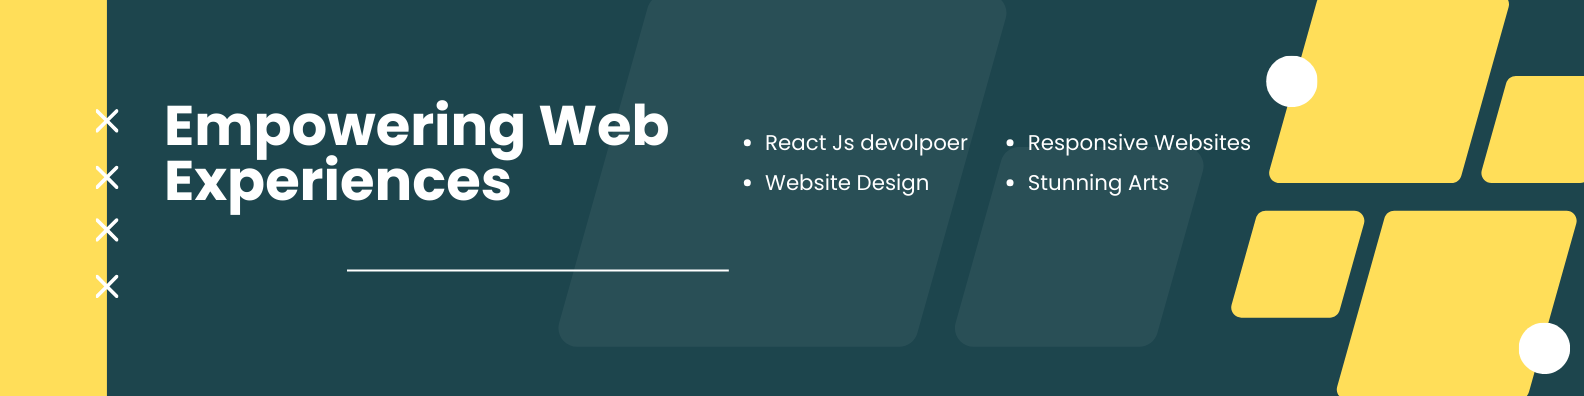 Empowering Web
Experiences
• React Js devolpoer
• Website Design
• Responsive Websites
• Stunning Arts